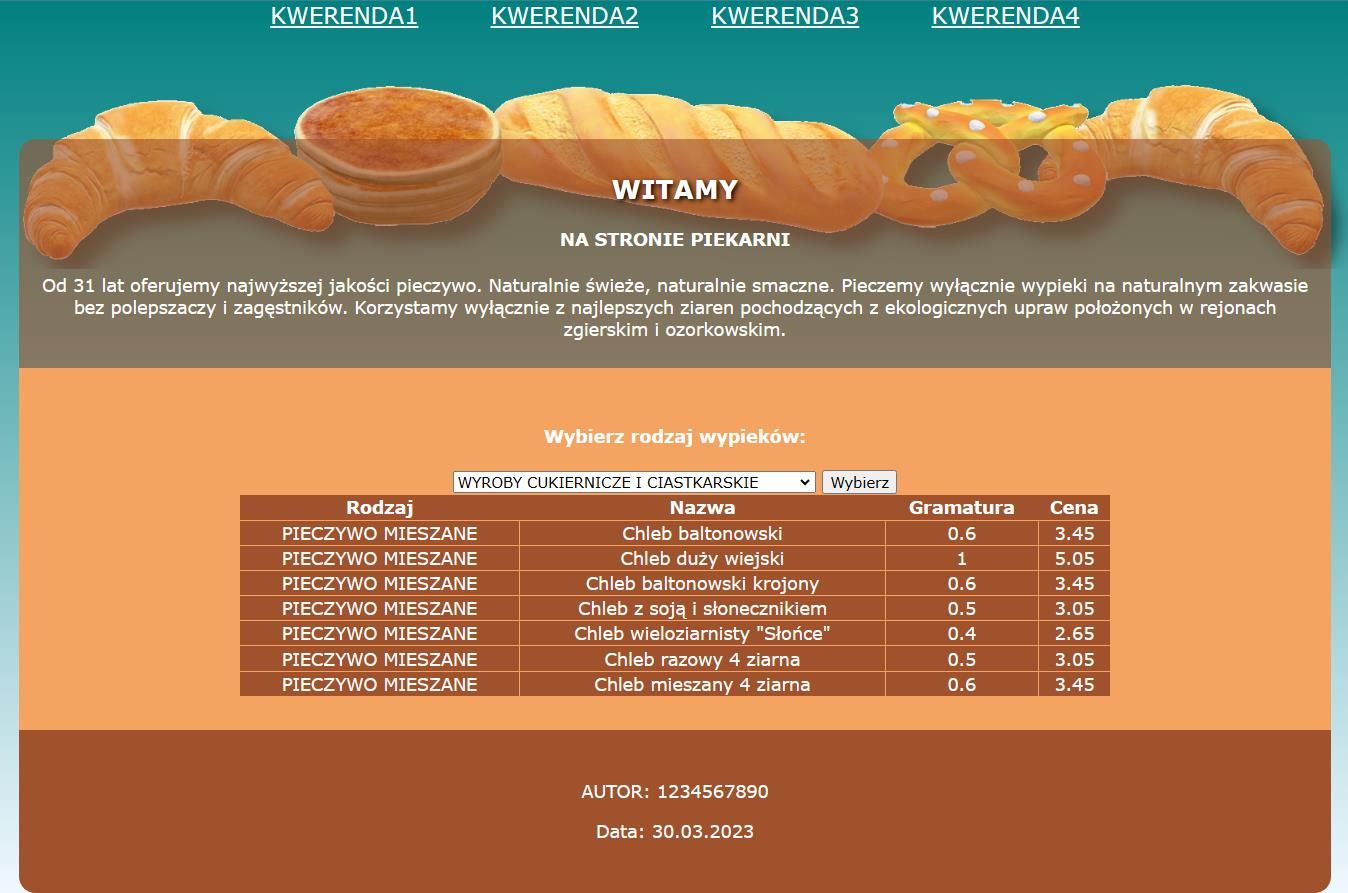 KWERENDA1 KWERENDA2 KWERENDA3 KWERENDA4
WITAMY
NA STRONIE PIEKARNI
Od 31 lat oferujemy najwyższej jakości pieczywo. Naturalnie świeże, naturalnie smaczne. Pieczemy wyłącznie wypieki na naturalnym zakwasie
bez polepszaczy i zagęstników. Korzystamy wyłącznie z najlepszych ziaren pochodzących z ekologicznych upraw położonych w rejonach
zgierskim i ozorkowskim.
Wybierz rodzaj wypieków:
WYROBY CUKIERNICZE I CIASTKARSKIE Wybierz
Rodzaj Nazwa Gramatura Cena
PIECZYWO MIESZANE Chleb baltonowski 0.6 3.45
PIECZYWO MIESZANE Chleb duży wiejski 1 5.05
PIECZYWO MIESZANE Chleb baltonowski krojony 0.6 3.45
PIECZYWO MIESZANE Chleb z soją i słonecznikiem 0.5 3.05
PIECZYWO MIESZANE Chleb wieloziarnisty "Słońce" 0.4 2.65
PIECZYWO MIESZANE Chleb razowy 4 ziarna 0.5 3.05
PIECZYWO MIESZANE Chleb mieszany 4 ziarna 0.6 3.45
AUTOR: 1234567890
Data: 30.03.2023